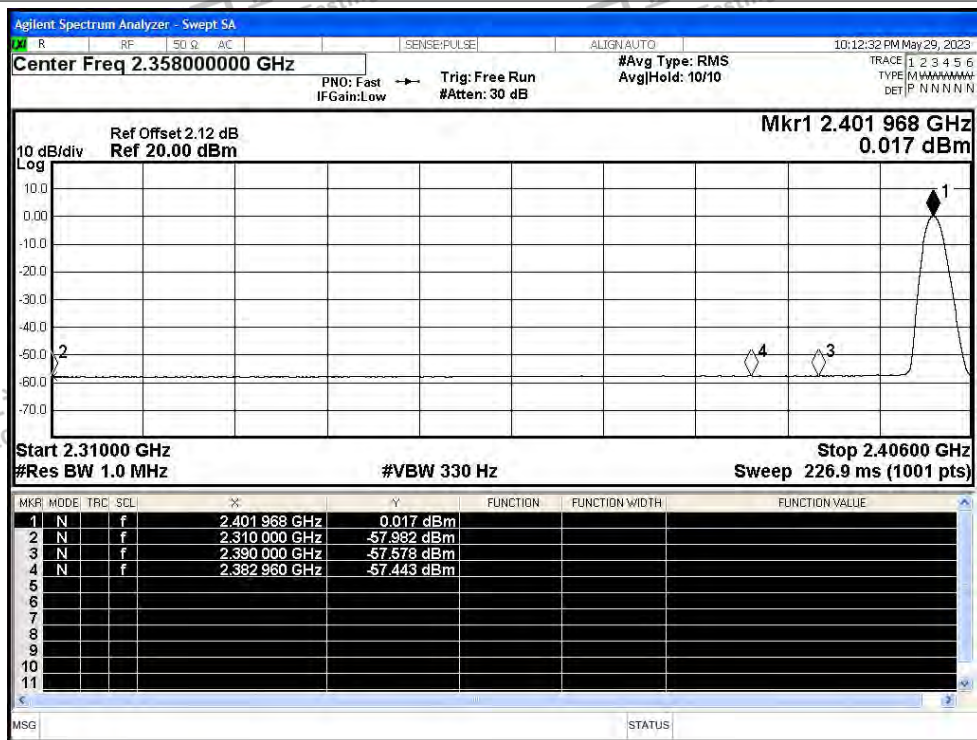 Agilent Spectrum Analyzer - Swept SA
LXI R RF 50 Ω AC SENSE:PULSE ALIGN AUTO 10:12:32 PM May 29, 2023
Center Freq 2.358000000 GHz
PNO: Fast Trig: Free Run #Avg Type: RMS TRACE 1 2 3 4 5 6
IFGain:Low #Atten: 30 dB Avg|Hold: 10/10 TYPE M WWWWW
DET P N N N N N
Mkr1 2.401 968 GHz
0.017 dBm
Ref Offset 2.12 dB
10 dB/div Ref 20.00 dBm
Log
10.0
0.00
-10.0
-20.0
-30.0
-40.0
-50.0
-60.0
-70.0
1
2
4
3
Start 2.31000 GHz Stop 2.40600 GHz
#Res BW 1.0 MHz #VBW 330 Hz Sweep 226.9 ms (1001 pts)
MKR MODE TRC SCL X Y FUNCTION FUNCTION WIDTH FUNCTION VALUE
1 N f 2.401 968 GHz 0.017 dBm
2 N f 2.310 000 GHz -57.982 dBm
3 N f 2.390 000 GHz -57.578 dBm
4 N f 2.382 960 GHz -57.443 dBm
5
6
7
8
9
10
11
MSG STATUS